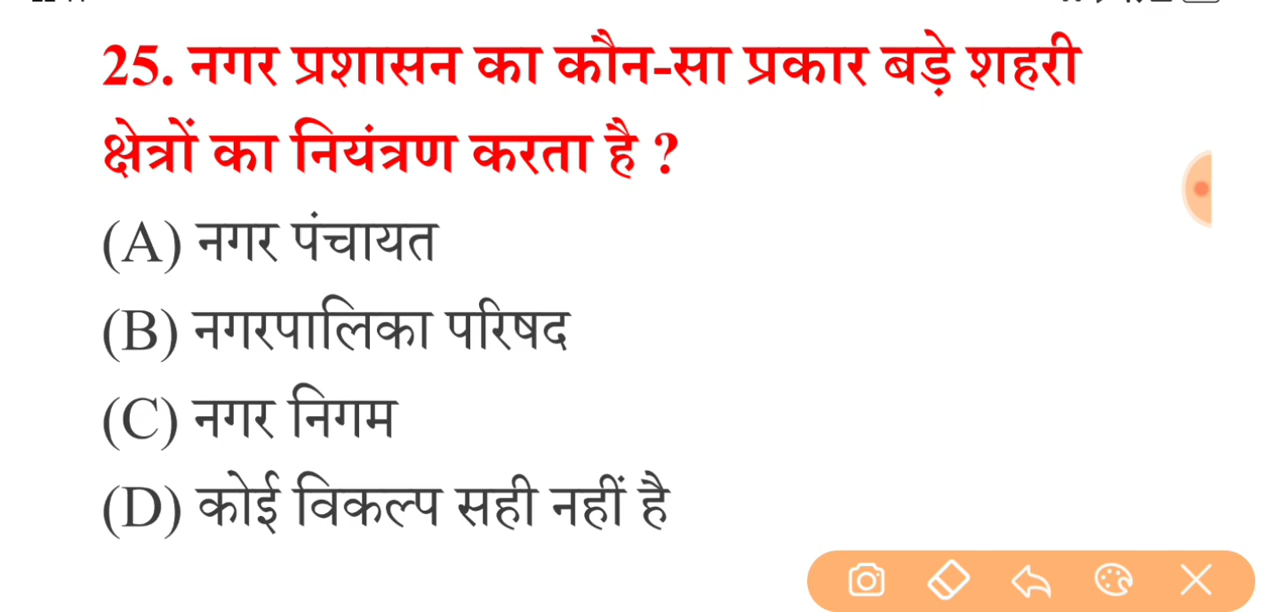 25. नगर प्रशासन का कौन-सा प्रकार बड़े शहरी
क्षेत्रों का नियंत्रण करता है ?
(A) नगर पंचायत
(B) नगरपालिका परिषद
(C) नगर निगम
(D) कोई विकल्प सही नहीं है